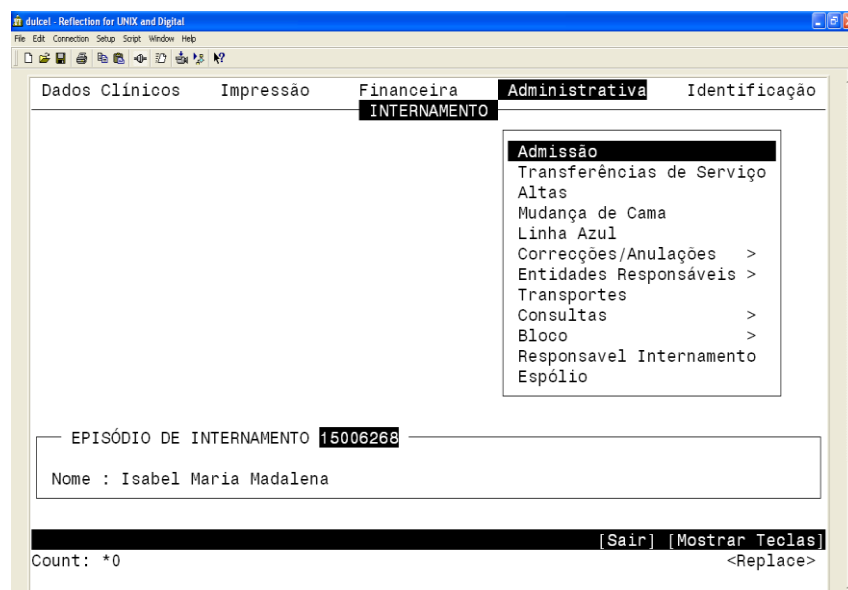 dulcel - Reflection for UNIX and Digital
File Edit Connection Setup Script Window Help
Dados Clínicos Impressão Financeira Administrativa Identificação
INTERNAMENTO
Admissão
Transferências de Serviço
Altas
Mudança de Cama
Linha Azul
Correcções/Anulações >
Entidades Responsáveis >
Transportes
Consultas >
Bloco >
Responsavel Internamento
Espólio
EPISÓDIO DE INTERNAMENTO 15006268
Nome : Isabel Maria Madalena
[Sair] [Mostrar Teclas]
Count: *0 <Replace>